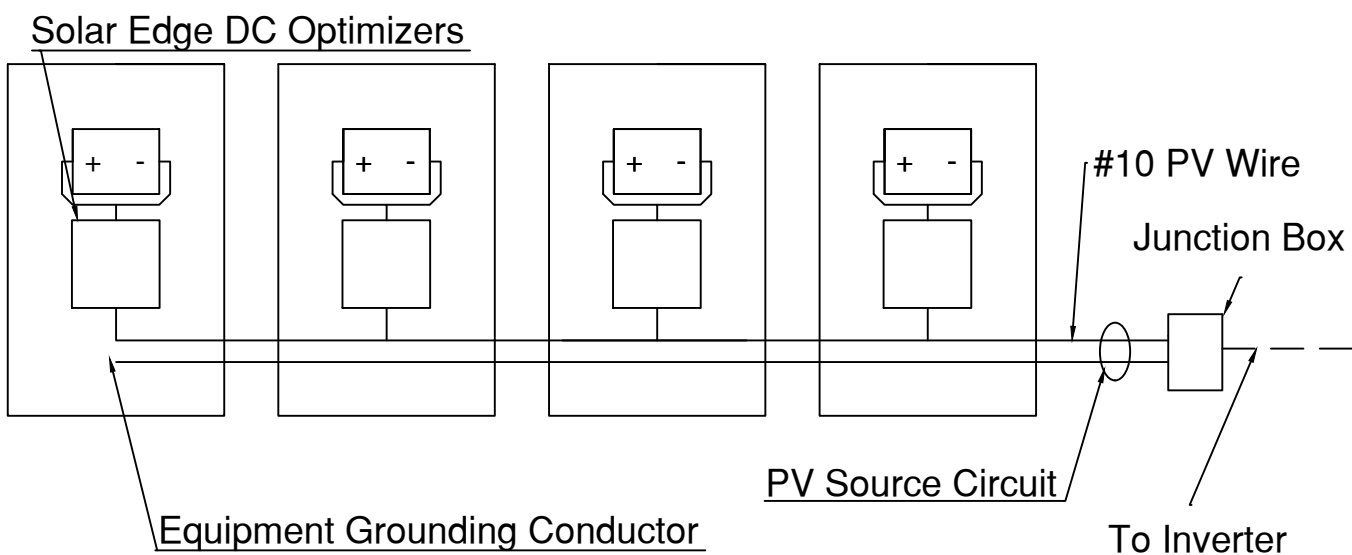 Solar Edge DC Optimizers
+ -
+ -
+ -
+ -
#10 PV Wire
Junction Box
PV Source Circuit
Equipment Grounding Conductor
To Inverter